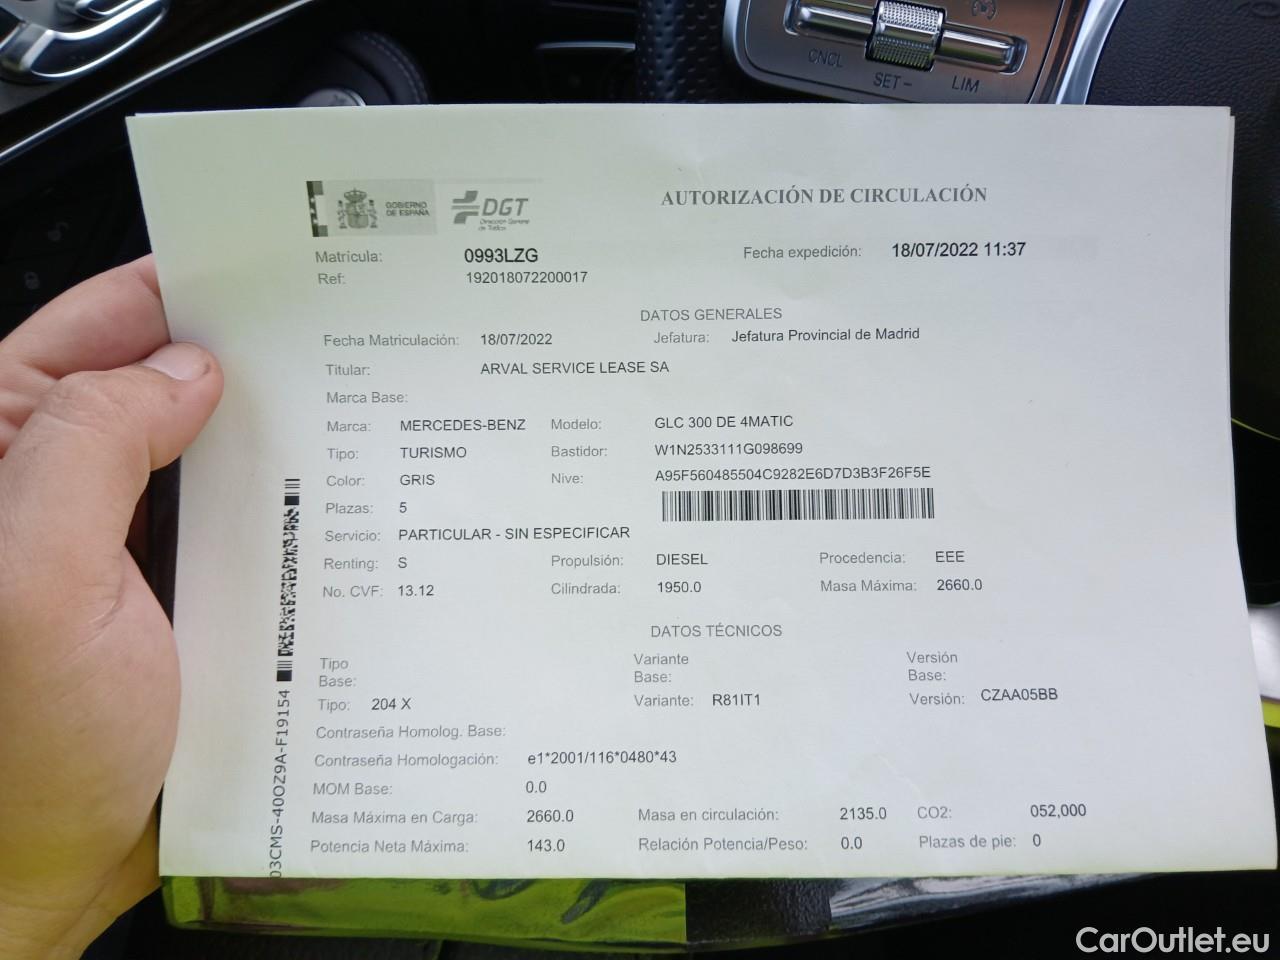 CNCL
SET-
LIM
GOBIERNO
DE ESPAÑA
DGT
Dirección General
de Tráfico
AUTORIZACIÓN DE CIRCULACIÓN
Matricula: 0993LZG Fecha expedición: 18/07/2022 11:37
Ref: 192018072200017
DATOS GENERALES
Fecha Matriculación: 18/07/2022 Jefatura: Jefatura Provincial de Madrid
Titular: ARVAL SERVICE LEASE SA
Marca Base:
Marca: MERCEDES-BENZ Modelo: GLC 300 DE 4MATIC
Tipo: TURISMO Bastidor: W1N2533111G098699
Color: GRIS Nive: A95F560485504C9282E6D7D3B3F26F5E
Plazas: 5
Servicio: PARTICULAR - SIN ESPECIFICAR
Renting: S Propulsión: DIESEL Procedencia: EEE
No. CVF: 13.12 Cilindrada: 1950.0 Masa Máxima: 2660.0
DATOS TÉCNICOS
Tipo Variante Versión
Base: Base: Base:
Tipo: 204 X Variante: R81IT1 Versión: CZAA05BB
Contraseña Homolog. Base:
Contraseña Homologación: e1*2001/116*0480*43
MOM Base: 0.0
Masa Máxima en Carga: 2660.0 Masa en circulación: 2135.0 CO2: 052,000
Potencia Neta Máxima: 143.0 Relación Potencia/Peso: 0.0 Plazas de pie: 0
03CMS-40OZ9A-F19154
CarOutlet.eu